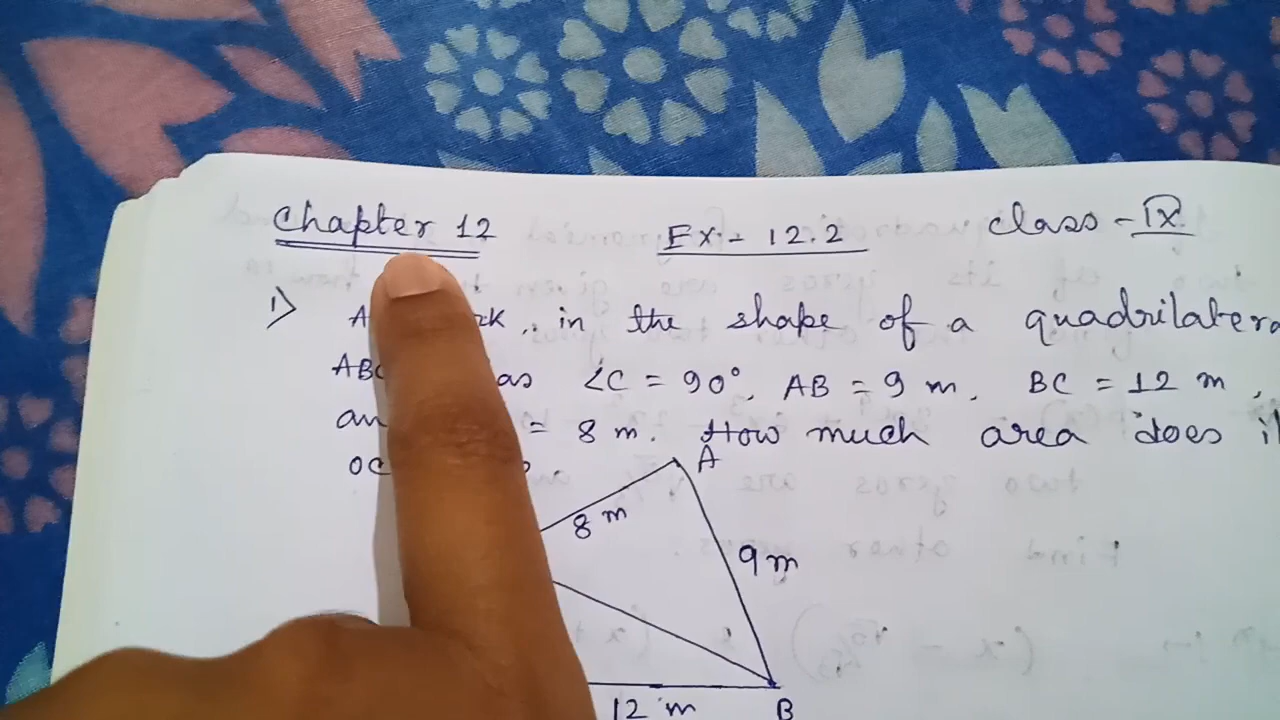 Chapter 12 Ex - 12.2 class - IX
1) in the shape of a quadrilatera
ABC as ∠C = 90°, AB = 9 m, BC = 12 m,
an = 8 m. How much area does i
oc
A
8 m
9 m
12 m
B